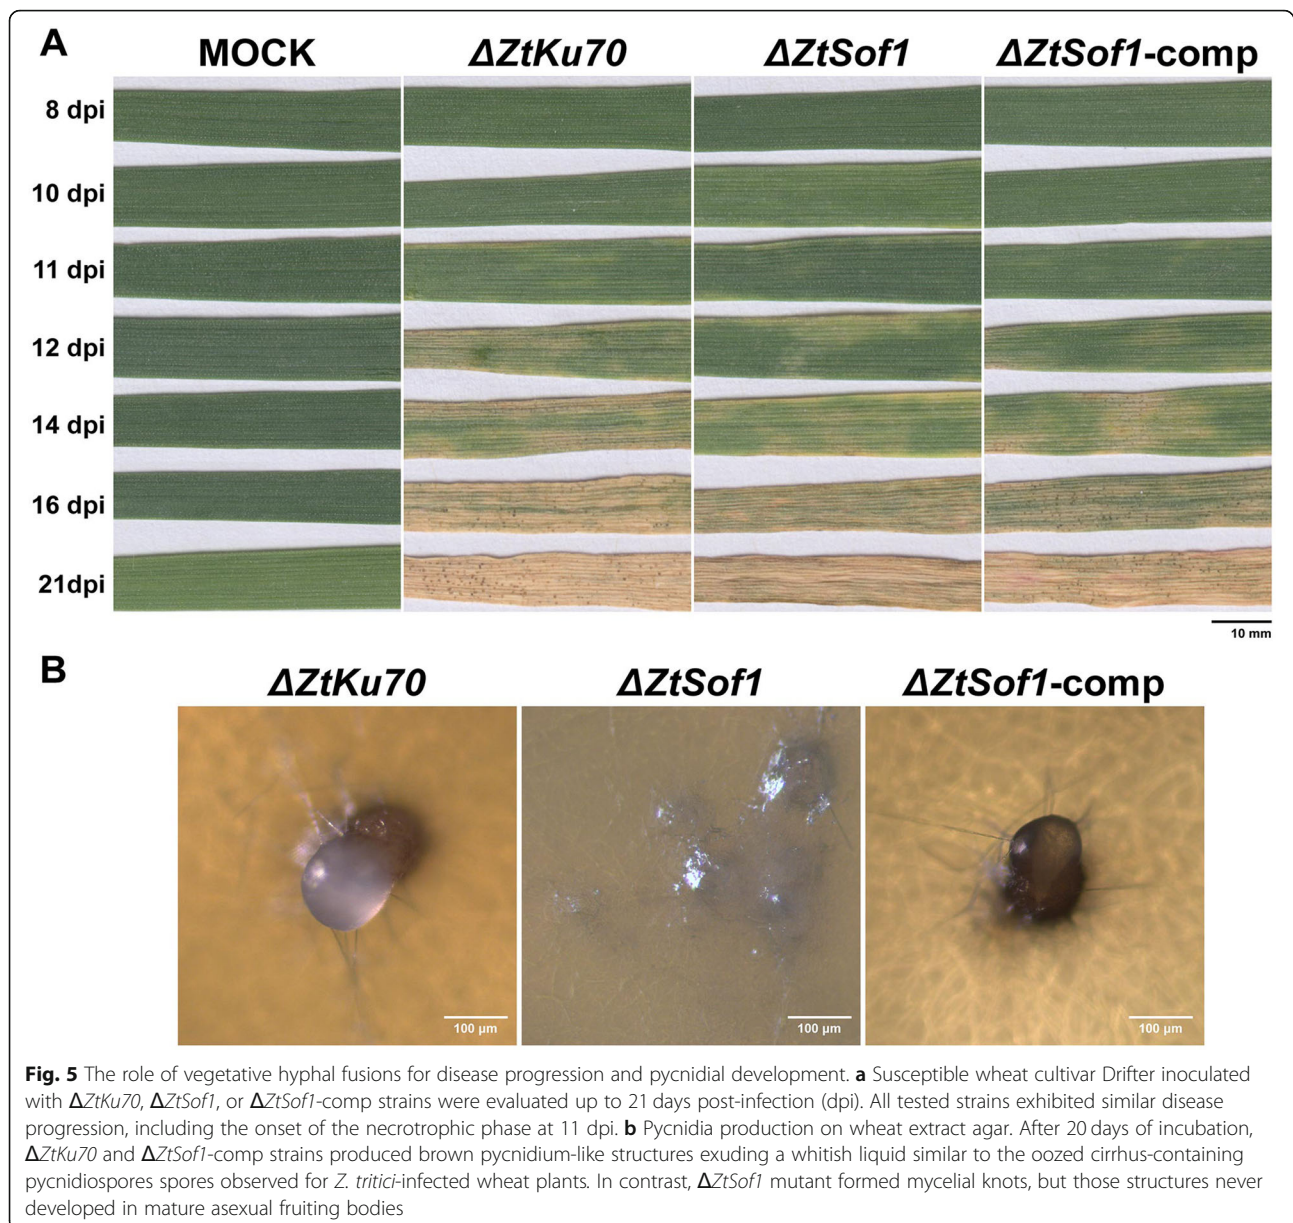 A
MOCK
ΔZtKu70
ΔZtSof1
ΔZtSof1-comp
8 dpi
10 dpi
11 dpi
12 dpi
14 dpi
16 dpi
21dpi
10 mm
B
ΔZtKu70
ΔZtSof1
ΔZtSof1-comp
100 µm
100 µm
100 µm
Fig. 5 The role of vegetative hyphal fusions for disease progression and pycnidial development. a Susceptible wheat cultivar Drifter inoculated
with ΔZtKu70, ΔZtSof1, or ΔZtSof1-comp strains were evaluated up to 21 days post-infection (dpi). All tested strains exhibited similar disease
progression, including the onset of the necrotrophic phase at 11 dpi. b Pycnidia production on wheat extract agar. After 20 days of incubation,
ΔZtKu70 and ΔZtSof1-comp strains produced brown pycnidium-like structures exuding a whitish liquid similar to the oozed cirrhus-containing
pycnidiospores spores observed for Z. tritici-infected wheat plants. In contrast, ΔZtSof1 mutant formed mycelial knots, but those structures never
developed in mature asexual fruiting bodies